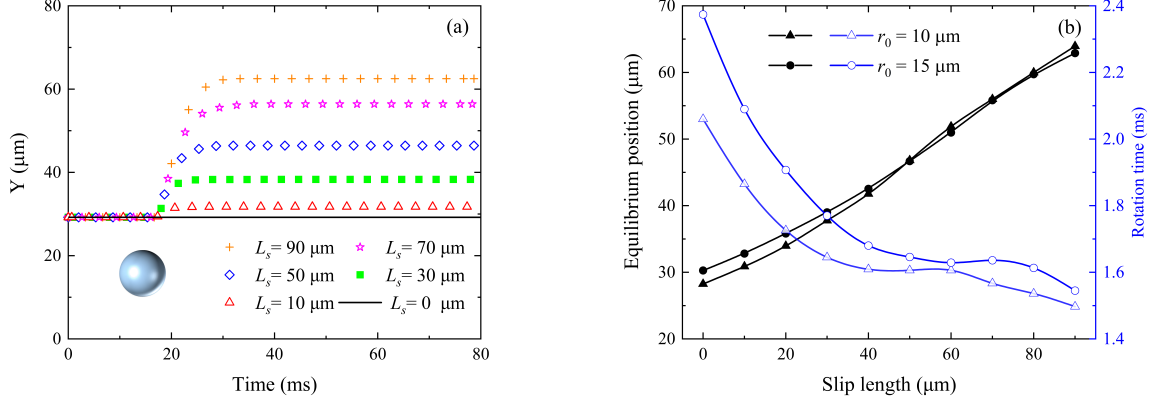 (a)
Y (μm)
80
60
40
20
0
L_s= 90 μm
L_s= 70 μm
L_s= 50 μm
L_s= 30 μm
L_s= 10 μm
L_s= 0 μm
0 20 40 60 80
Time (ms)
(b)
Equilibrium position (μm)
70
60
50
40
30
20
r_0 = 10 μm
r_0 = 15 μm
0 20 40 60 80
Slip length (μm)
2.4
2.2
2.0
1.8
1.6
1.4
Rotation time (ms)